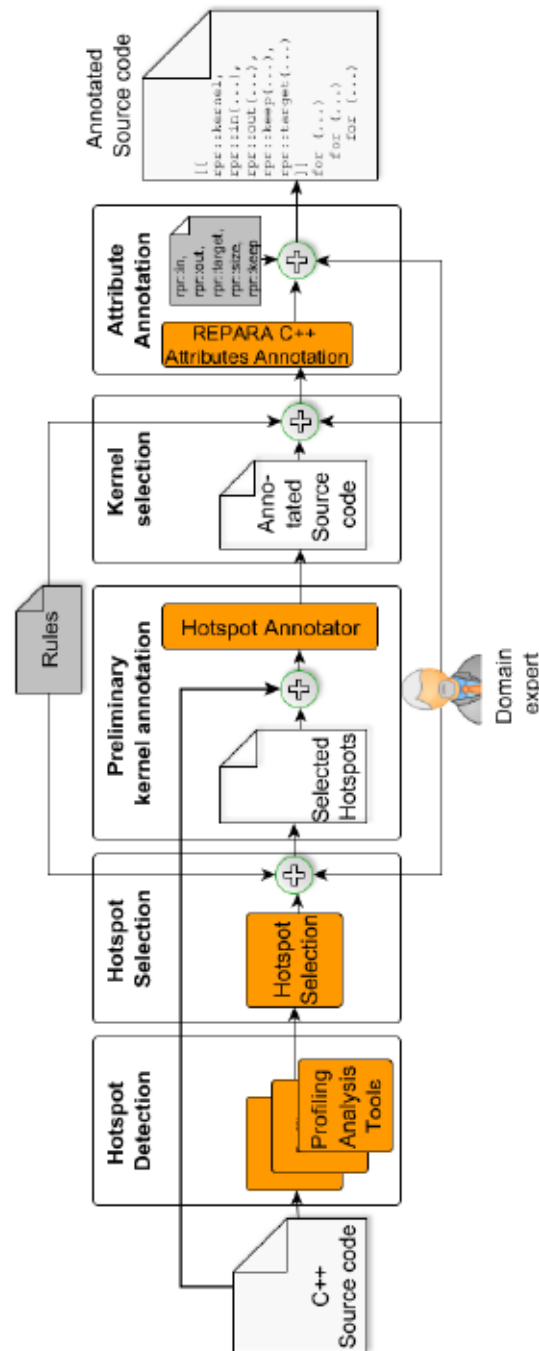 C++
Source code
Hotspot
Detection
Profiling
Analysis
Tools
Hotspot
Selection
Hotspot
Selection
Preliminary
kernel annotation
Selected
Hotspots
Hotspot Annotator
Rules
Kernel
selection
Anno-
tated
Source
code
Attribute
Annotation
REPARA C++
Attributes Annotation
rpr::in,
rpr::out,
rpr::target,
rpr::size,
rpr::keep
Annotated
Source code
[[
rpr::kernel,
rpr::in(...),
rpr::out(...),
rpr::keep(...),
rpr::target(...)
]]
for (...)
for (...)
for (...)
Domain
expert